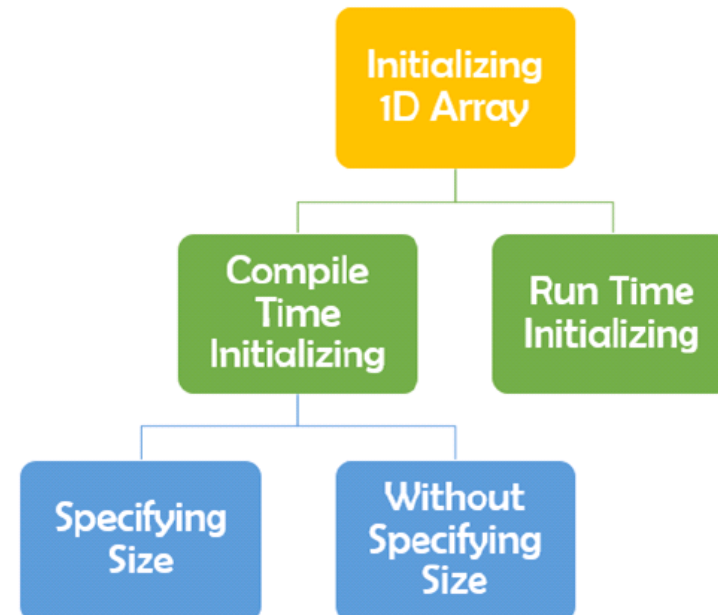 Initializing
1D Array
Compile
Time
Initializing
Run Time
Initializing
Specifying
Size
Without
Specifying
Size